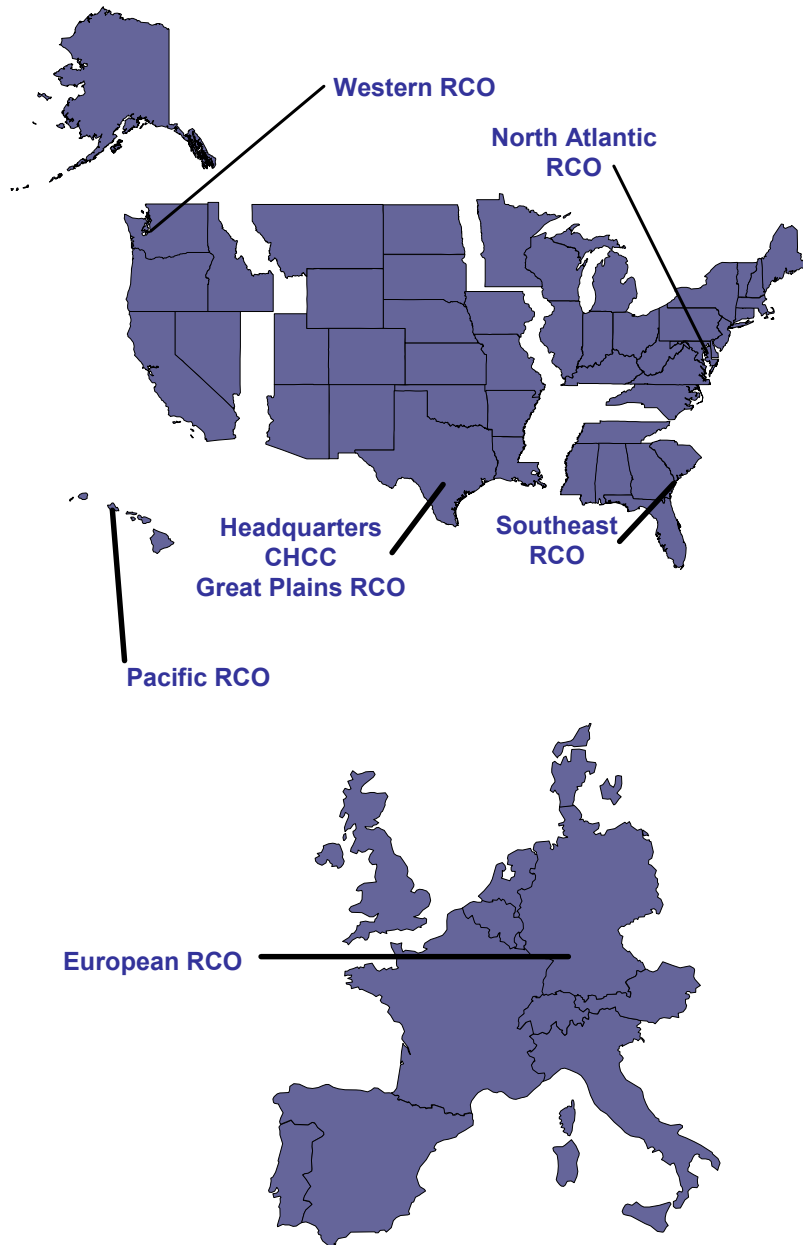 Western RCO
North Atlantic
RCO
Headquarters
CHCC
Great Plains RCO
Southeast
RCO
Pacific RCO
European RCO